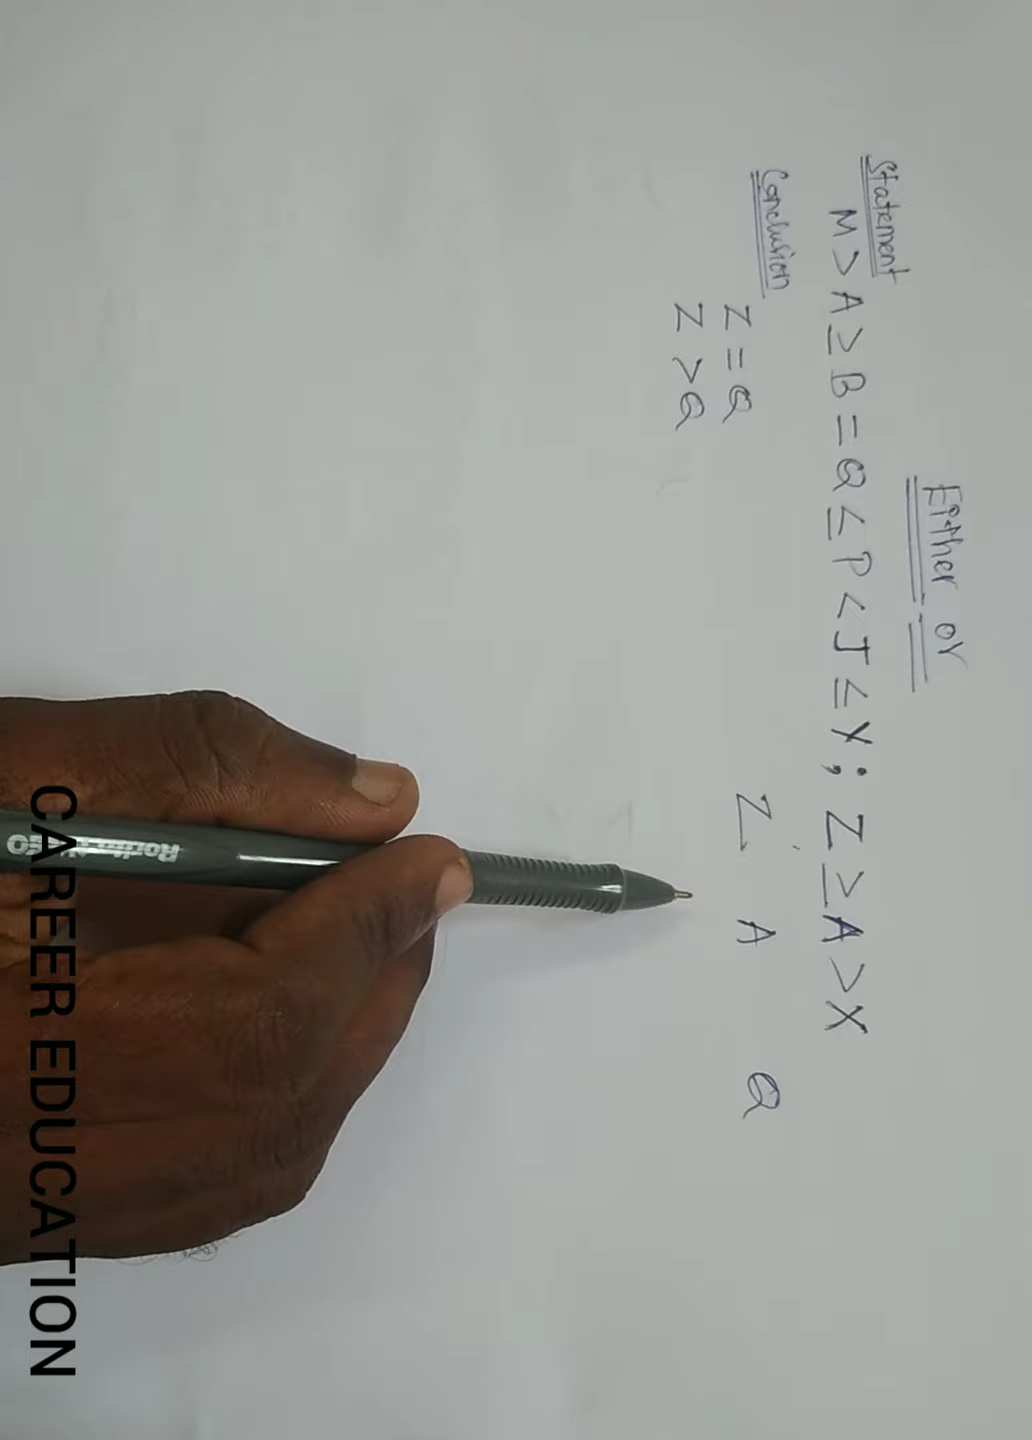 Either or
Statement
M > A ≥ B = Q ≤ P < J ≤ Y ; Z ≥ A > X
Conclusion
Z = Q
Z > Q
Z A Q
CAREER EDUCATION